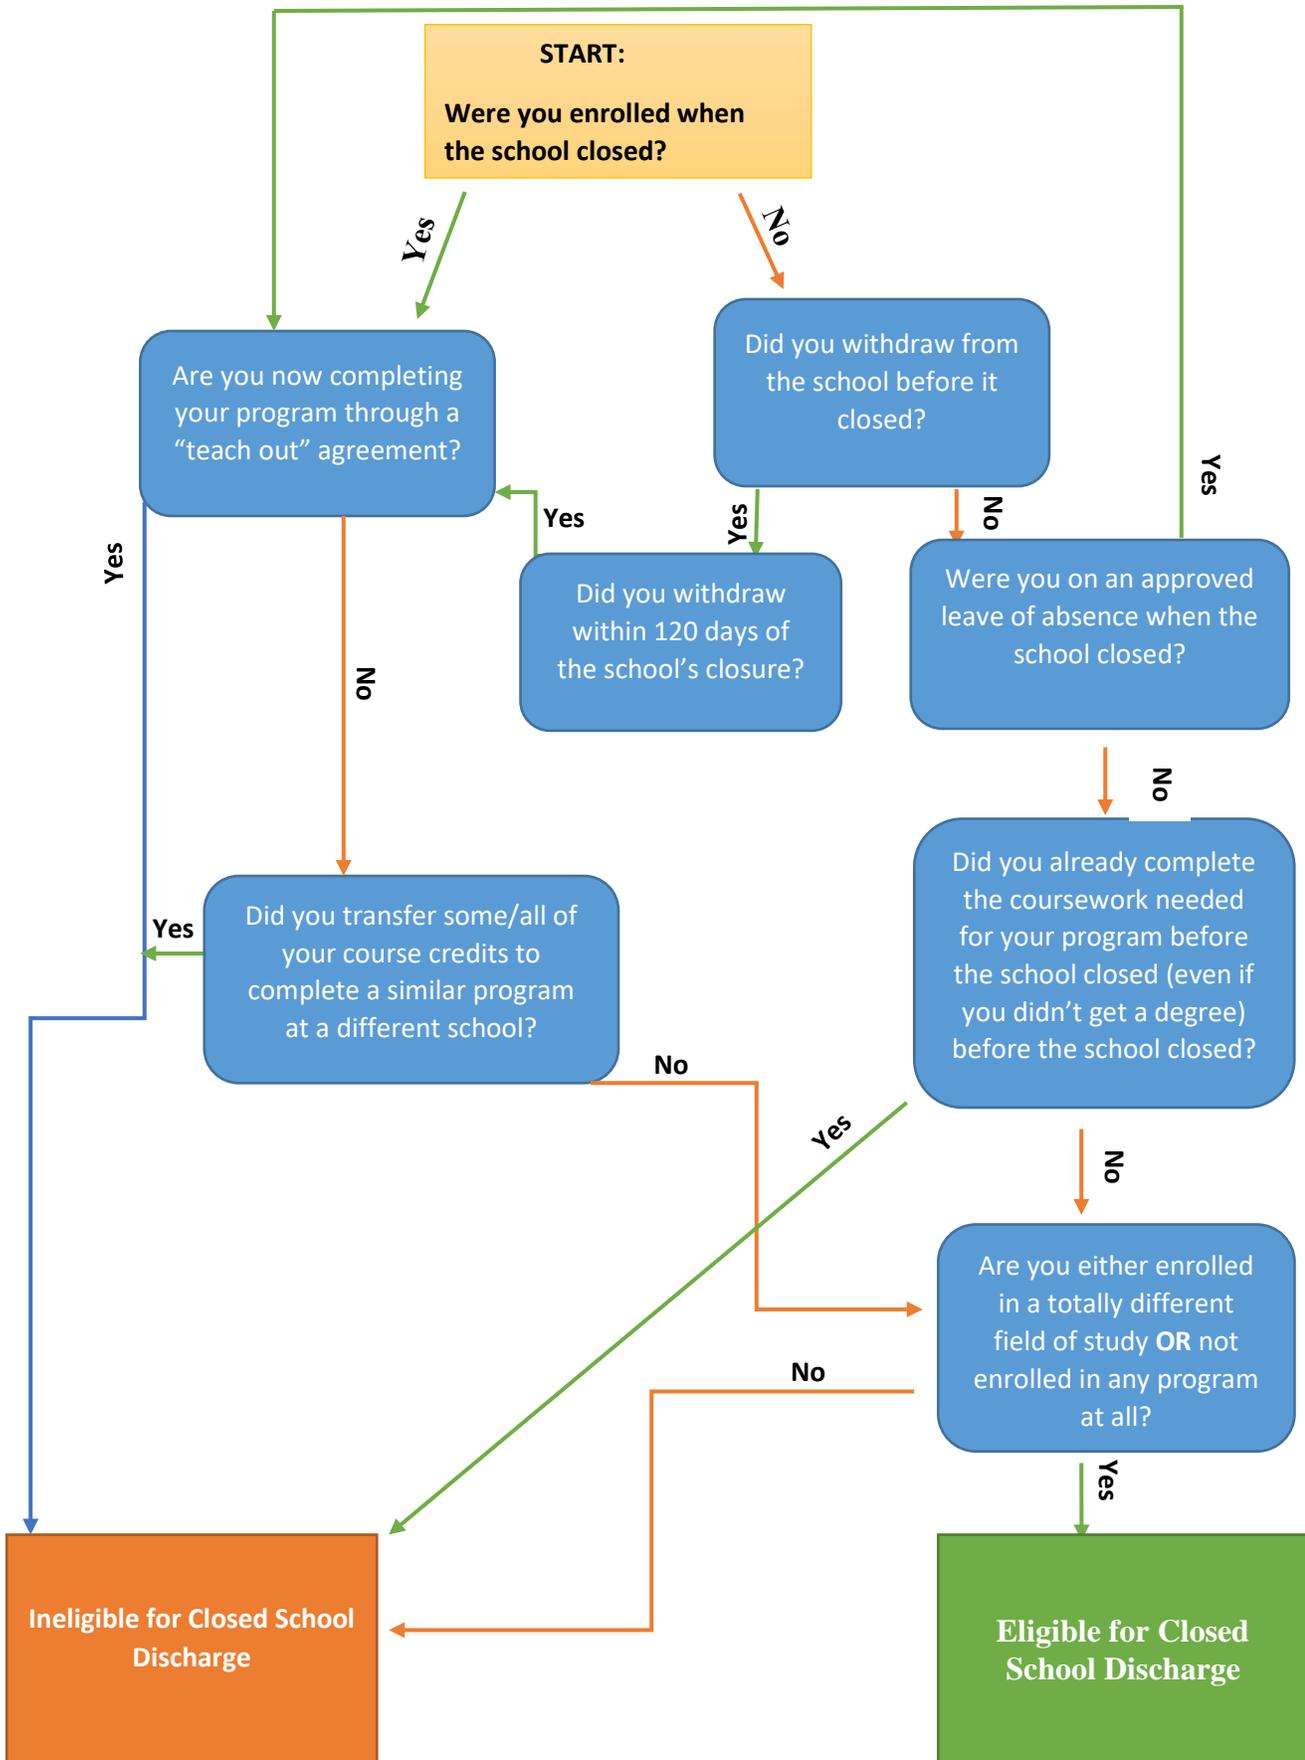 START:
Were you enrolled when
the school closed?
Yes
No
Are you now completing
your program through a
“teach out” agreement?
Did you withdraw from
the school before it
closed?
Yes
No
Yes
Yes
No
Yes
Did you withdraw
within 120 days of
the school’s closure?
Were you on an approved
leave of absence when the
school closed?
No
Did you transfer some/all of
your course credits to
complete a similar program
at a different school?
Yes
No
Did you already complete
the coursework needed
for your program before
the school closed (even if
you didn’t get a degree)
before the school closed?
Yes
No
Are you either enrolled
in a totally different
field of study OR not
enrolled in any program
at all?
No
Yes
Ineligible for Closed School
Discharge
Eligible for Closed
School Discharge